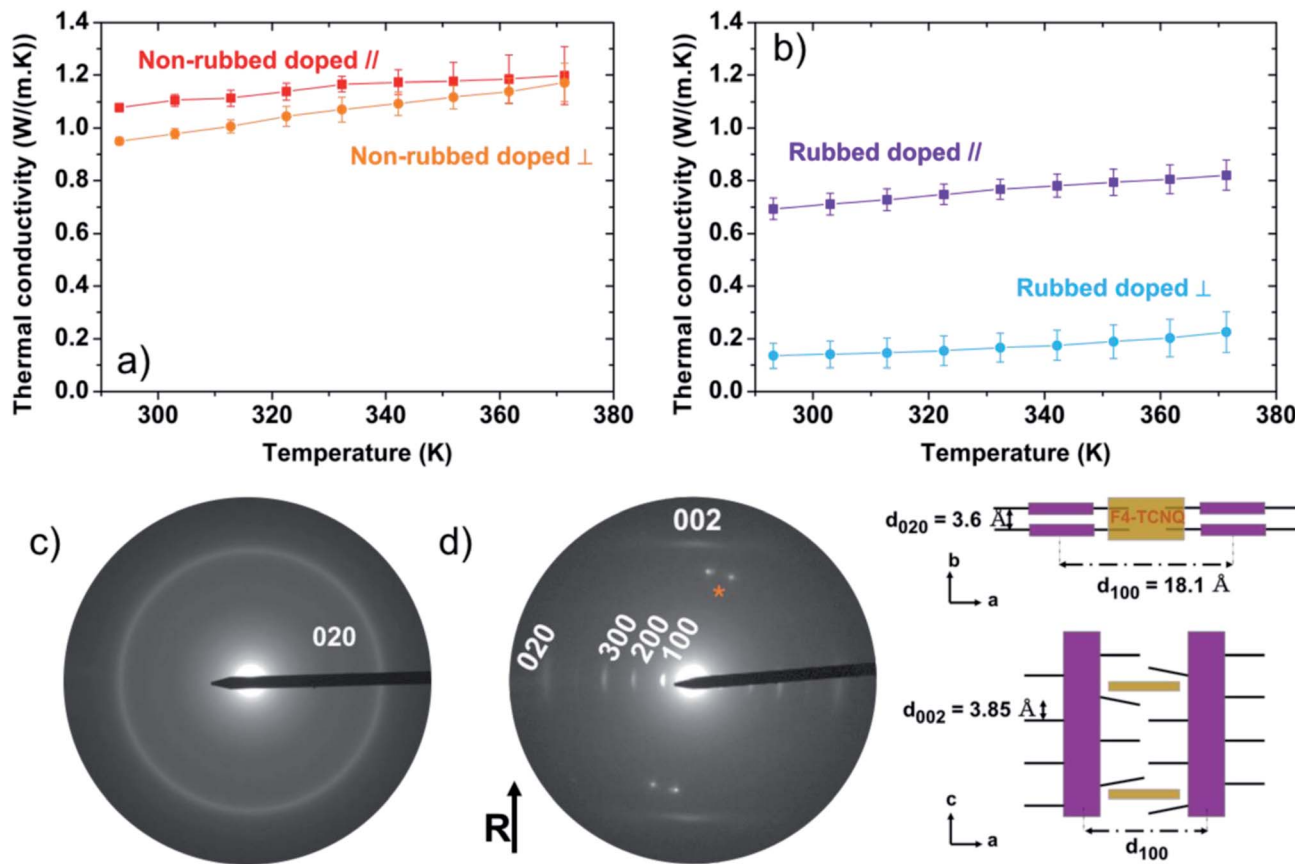 a)
Thermal conductivity (W/(m.K))
1.4
1.2
1.0
0.8
0.6
0.4
0.2
0.0
Non-rubbed doped //
Non-rubbed doped ⊥
300
320
340
360
380
Temperature (K)
b)
Thermal conductivity (W/(m.K))
1.4
1.2
1.0
0.8
0.6
0.4
0.2
0.0
Rubbed doped //
Rubbed doped ⊥
300
320
340
360
380
Temperature (K)
c)
020
d)
002
*
020
300
200
100
R
d020 = 3.6 Å
F4-TCNQ
d100 = 18.1 Å
b
a
d002 = 3.85 Å
c
a
d100